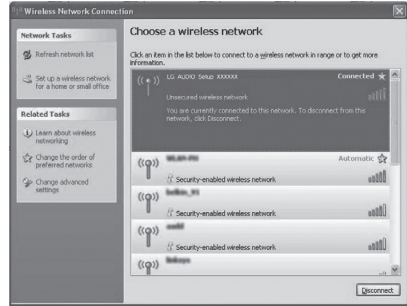 Wireless Network Connection
Network Tasks
Refresh network list
Set up a wireless network
for a home or small office
Related Tasks
Learn about wireless
networking
Change the order of
preferred networks
Change advanced
settings
Choose a wireless network
Click an item in the list below to connect to a wireless network in range or to get more
information.
LG AUDIO Setup XXXXXX
Connected
Unsecured wireless network
You are currently connected to this network. To disconnect from this
network, click Disconnect.
Automatic
Security-enabled wireless network
Security-enabled wireless network
Security-enabled wireless network
Disconnect